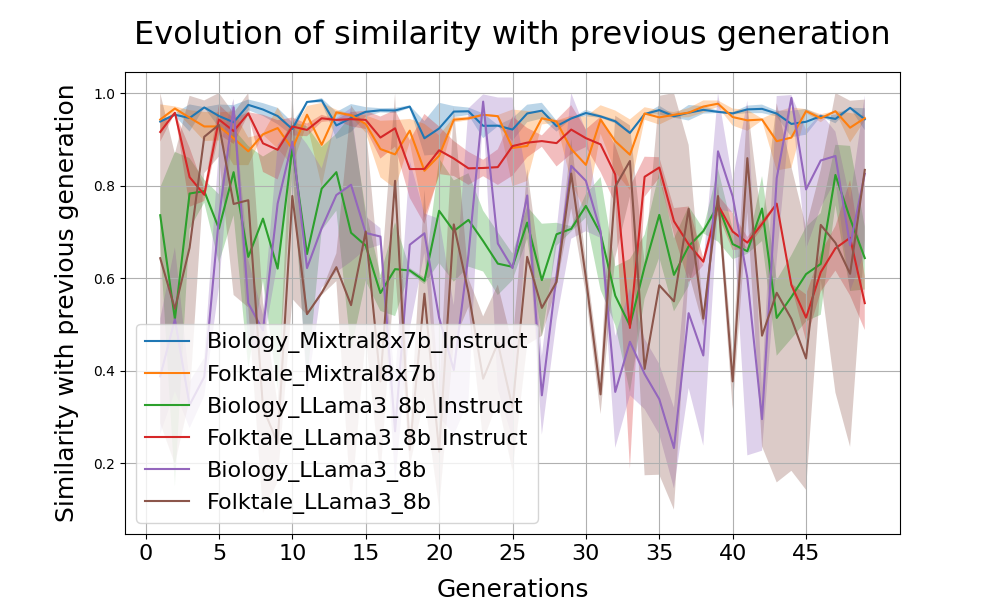 Evolution of similarity with previous generation
Similarity with previous generation
1.0
0.8
0.6
0.4
0.2
Biology_Mixtral8x7b_Instruct
Folktale_Mixtral8x7b
Biology_LLama3_8b_Instruct
Folktale_LLama3_8b_Instruct
Biology_LLama3_8b
Folktale_LLama3_8b
0 5 10 15 20 25 30 35 40 45
Generations